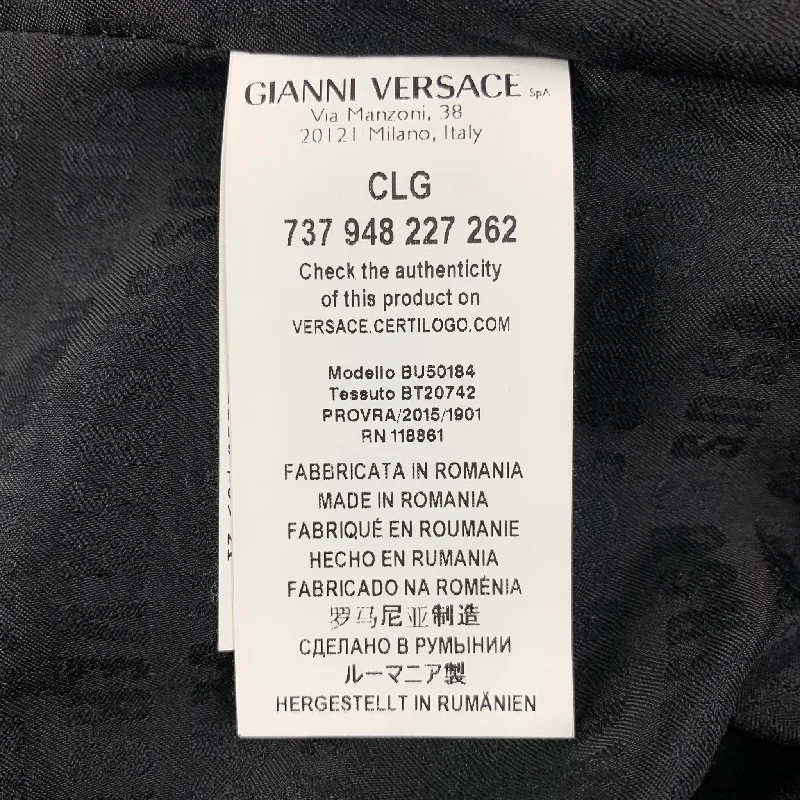 GIANNI VERSACE SpA
Via Manzoni, 38
20121 Milano, Italy
CLG
737 948 227 262
Check the authenticity
of this product on
VERSACE.CERTILOGO.COM
Modello BU50184
Tessuto BT20742
PROVRA/2015/1901
RN 118861
FABBRICATA IN ROMANIA
MADE IN ROMANIA
FABRIQUÉ EN ROUMANIE
HECHO EN RUMANIA
FABRICADO NA ROMÉNIA
罗马尼亚制造
СДЕЛАНО В РУМЫНИИ
ルーマニア製
HERGESTELLT IN RUMÄNIEN